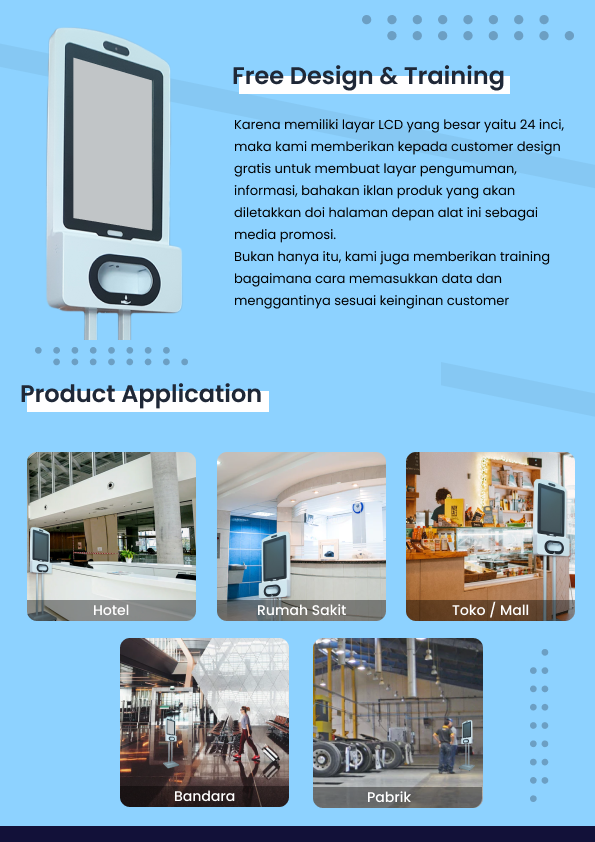 Free Design & Training
Karena memiliki layar LCD yang besar yaitu 24 inci,
maka kami memberikan kepada customer design
gratis untuk membuat layar pengumuman,
informasi, bahakan iklan produk yang akan
diletakkan doi halaman depan alat ini sebagai
media promosi.
Bukan hanya itu, kami juga memberikan training
bagaimana cara memasukkan data dan
menggantinya sesuai keinginan customer
Product Application
Hotel
Rumah Sakit
Toko / Mall
Bandara
Pabrik